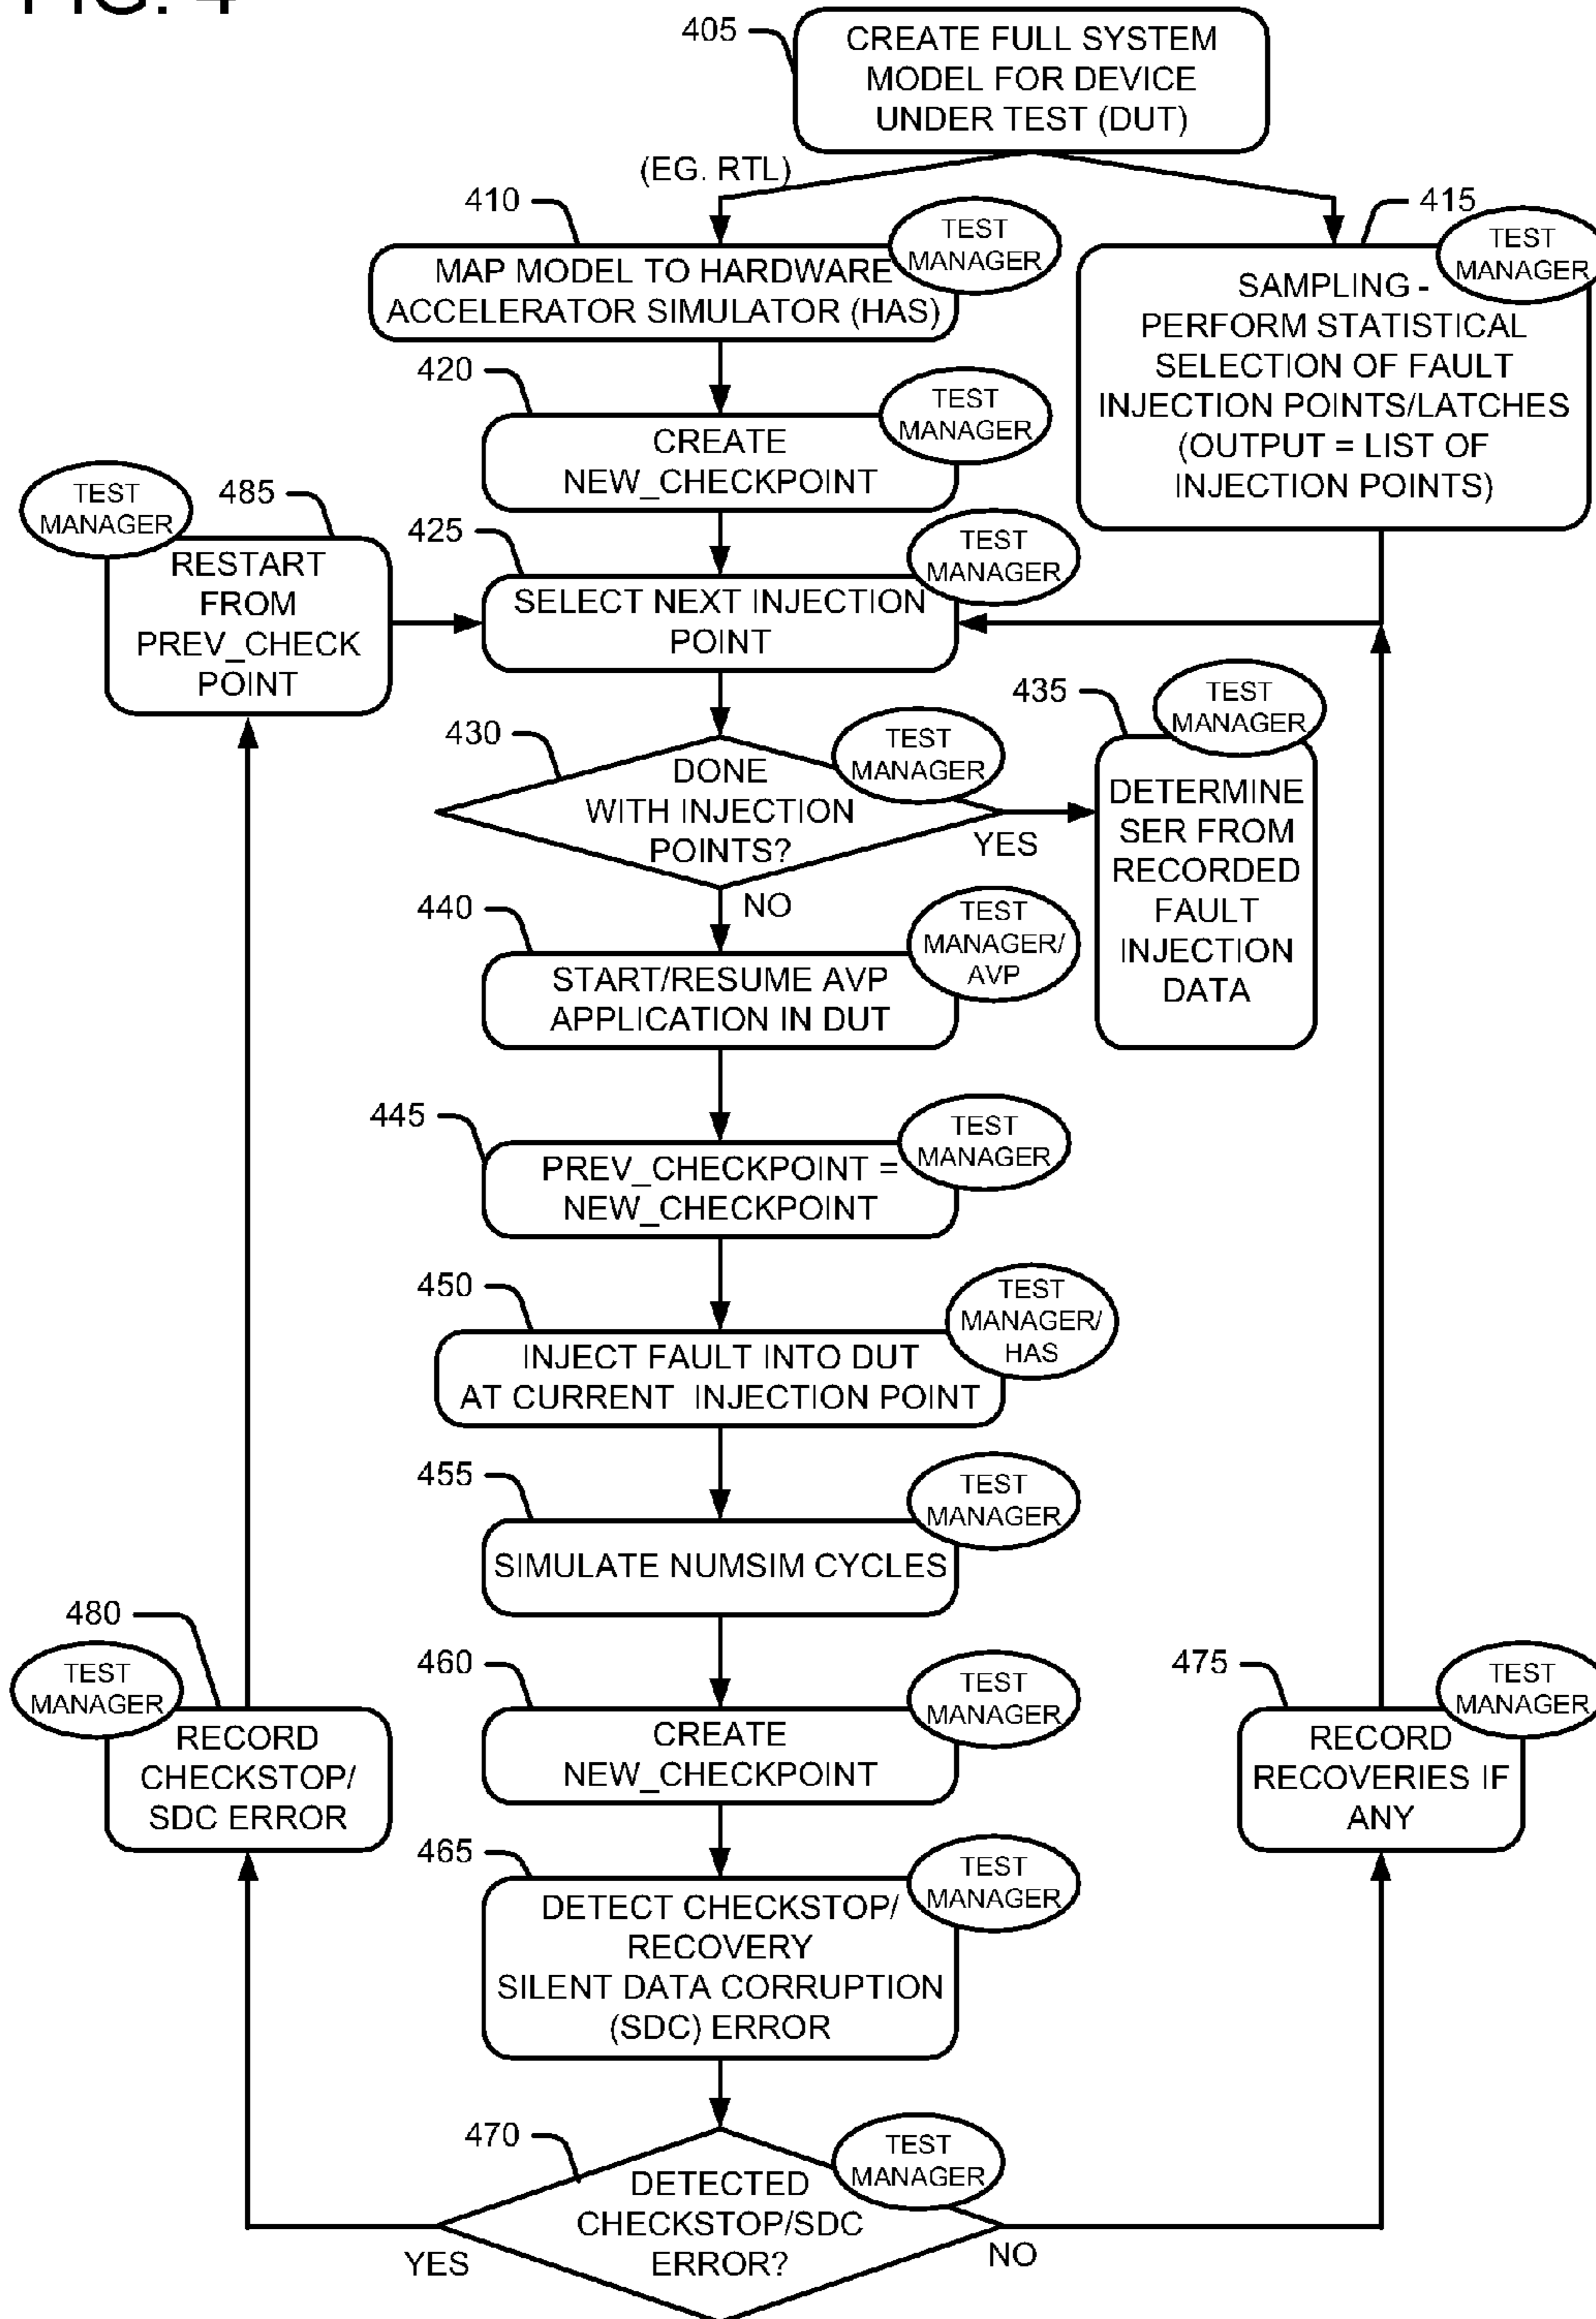 FIG. 4
405
CREATE FULL SYSTEM
MODEL FOR DEVICE
UNDER TEST (DUT)
(EG. RTL)
410
TEST
MANAGER
MAP MODEL TO HARDWARE
ACCELERATOR SIMULATOR (HAS)
415
TEST
MANAGER
SAMPLING -
PERFORM STATISTICAL
SELECTION OF FAULT
INJECTION POINTS/LATCHES
(OUTPUT = LIST OF
INJECTION POINTS)
420
TEST
MANAGER
CREATE
NEW_CHECKPOINT
TEST
MANAGER
485
RESTART
FROM
PREV_CHECK
POINT
425
TEST
MANAGER
SELECT NEXT INJECTION
POINT
430
TEST
MANAGER
DONE
WITH INJECTION
POINTS?
YES
NO
435
TEST
MANAGER
DETERMINE
SER FROM
RECORDED
FAULT
INJECTION
DATA
440
TEST
MANAGER/
AVP
START/RESUME AVP
APPLICATION IN DUT
445
TEST
MANAGER
PREV_CHECKPOINT =
NEW_CHECKPOINT
450
TEST
MANAGER/
HAS
INJECT FAULT INTO DUT
AT CURRENT INJECTION POINT
455
TEST
MANAGER
SIMULATE NUMSIM CYCLES
480
TEST
MANAGER
RECORD
CHECKSTOP/
SDC ERROR
460
TEST
MANAGER
CREATE
NEW_CHECKPOINT
475
TEST
MANAGER
RECORD
RECOVERIES IF
ANY
465
TEST
MANAGER
DETECT CHECKSTOP/
RECOVERY
SILENT DATA CORRUPTION
(SDC) ERROR
470
TEST
MANAGER
DETECTED
CHECKSTOP/SDC
ERROR?
YES
NO